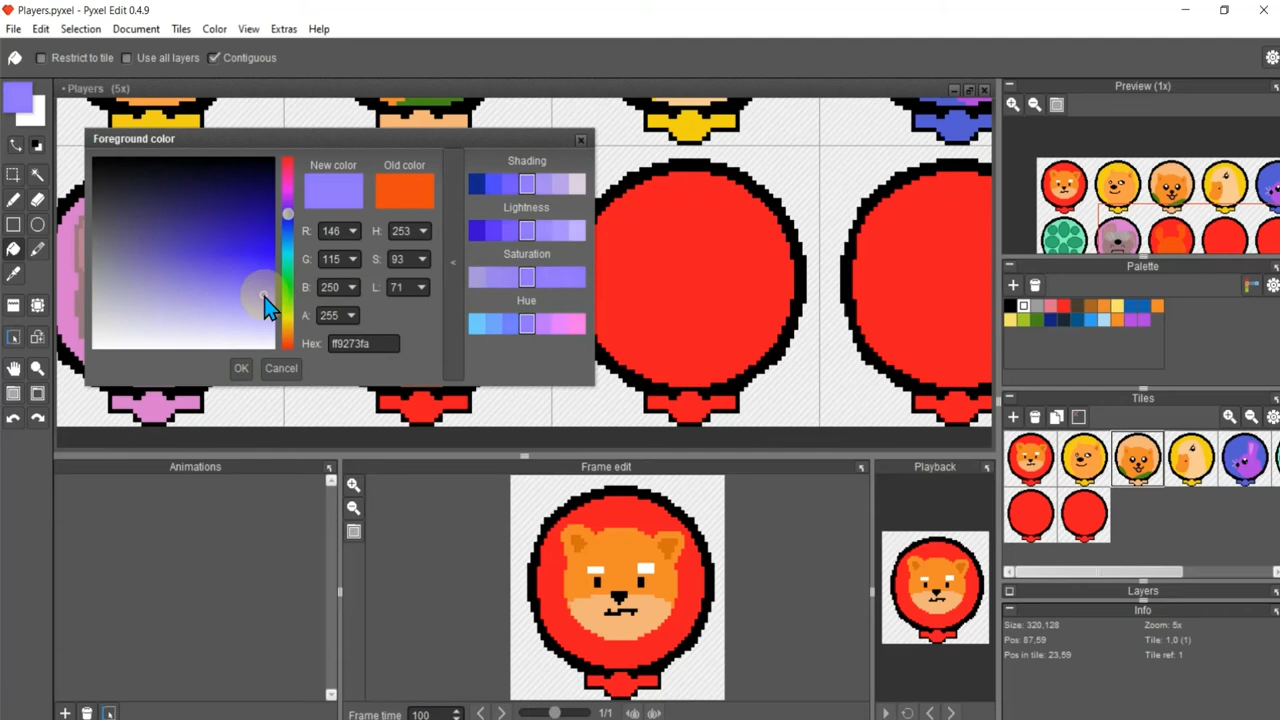 Players.pyxel - Pyxel Edit 0.4.9
File Edit Selection Document Tiles Color View Extras Help
Restrict to tile Use all layers Contiguous
• Players (5x)
Foreground color
New color Old color
R: 146 H: 253
G: 115 S: 93
B: 250 L: 71
A: 255
Hex: ff9273fa
OK Cancel
Shading
Lightness
Saturation
Hue
<
Preview (1x)
Palette
Tiles
Layers
Info
Size: 320,128 Zoom: 5x
Pos: 87,59 Tile: 1,0 (1)
Pos in tile: 23,59 Tile ref: 1
Animations
Frame edit
Playback
Frame time 100 1/1